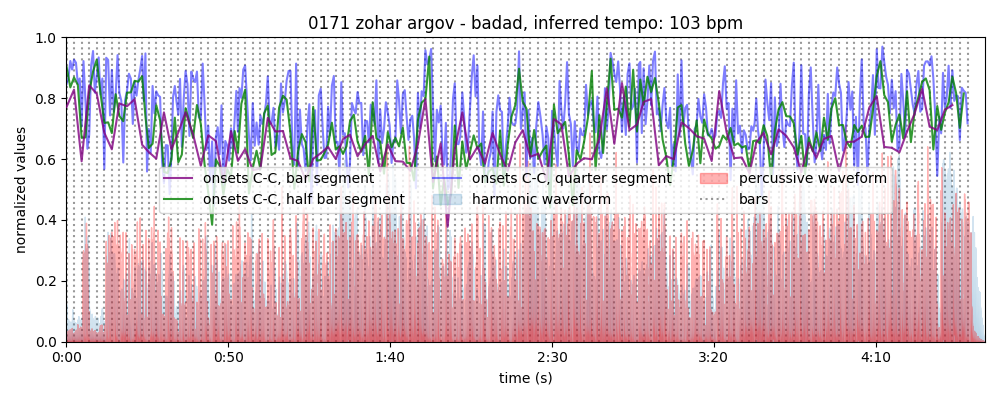 0171 zohar argov - badad, inferred tempo: 103 bpm
normalized values
1.0
0.8
0.6
0.4
0.2
0.0
onsets C-C, bar segment
onsets C-C, half bar segment
onsets C-C, quarter segment
harmonic waveform
percussive waveform
bars
0:00 0:50 1:40 2:30 3:20 4:10
time (s)